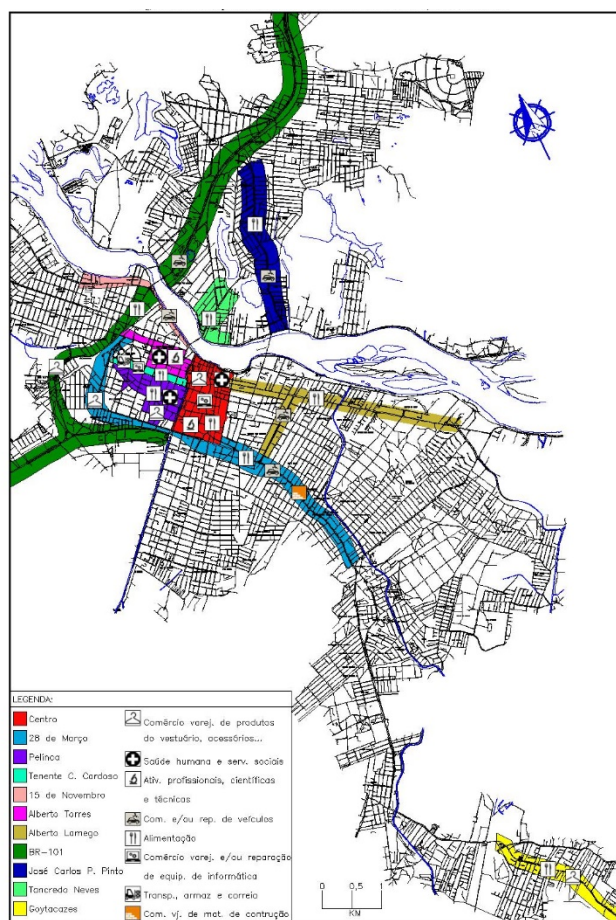 LEGENDA:
Centro
28 de Março
Pelinca
Tenente C. Cardoso
15 de Novembro
Alberto Torres
Alberto Lamego
BR-101
José Carlos P. Pinto
Tancredo Neves
Goytacazes
Comércio varej. de produtos
do vestuário, acessórios...
Saúde humana e serv. sociais
Ativ. profissionais, científicas
e técnicas
Com. e/ou rep. de veículos
Alimentação
Comércio varej. e/ou reparação
de equip. de informática
Transp., armaz e correio
Com. vj. de mat. de contrução
0 0,5 1
KM